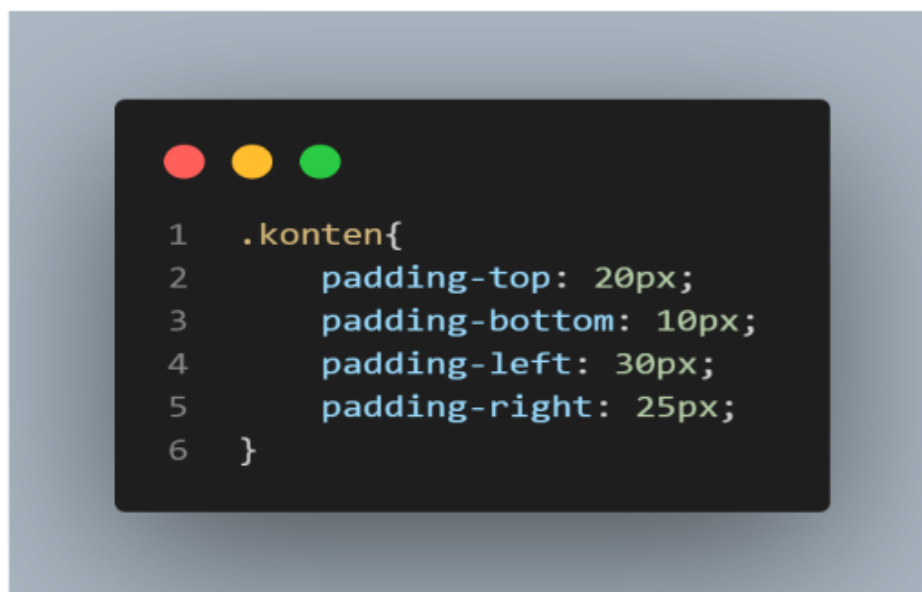 1 .konten{
2 padding-top: 20px;
3 padding-bottom: 10px;
4 padding-left: 30px;
5 padding-right: 25px;
6 }